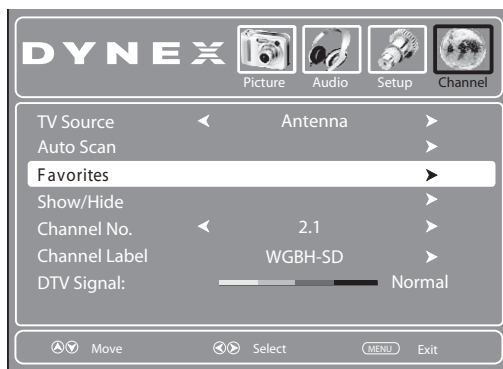 DYNEX
Picture Audio Setup Channel
TV Source Antenna
Auto Scan
Favorites
Show/Hide
Channel No. 2.1
Channel Label WGBH-SD
DTV Signal: Normal
Move Select MENU Exit